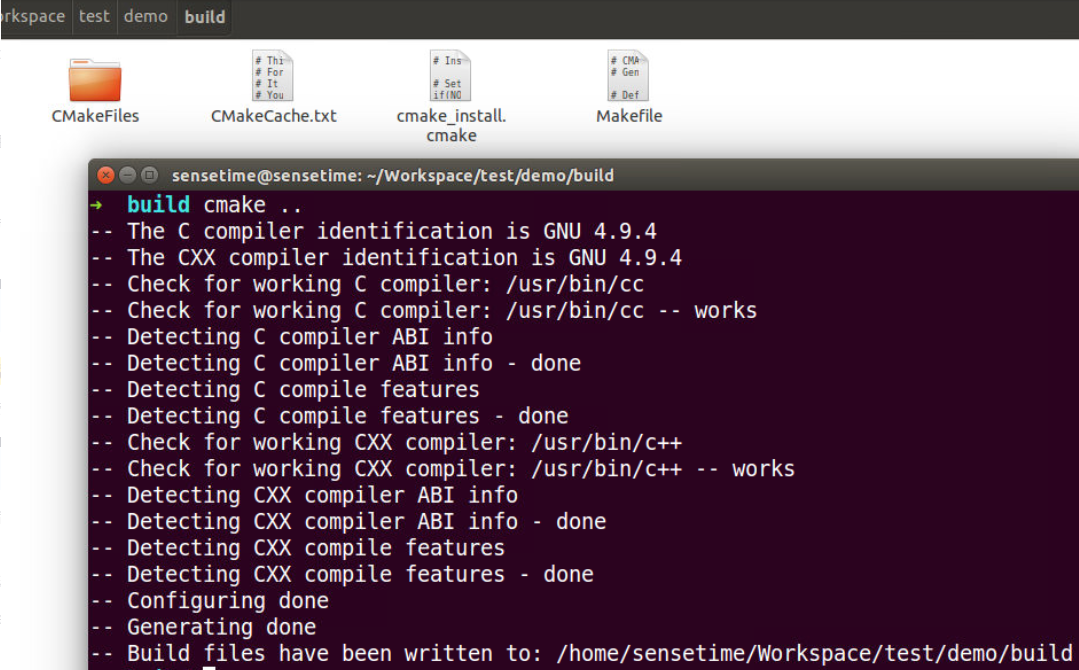 rkspace test demo build
# Thi
# For
# It
# You
# Ins
# Set
if(NO
# CMA
# Gen
# Def
CMakeFiles
CMakeCache.txt
cmake_install.
cmake
Makefile
sensetime@sensetime: ~/Workspace/test/demo/build
➜ build cmake ..
-- The C compiler identification is GNU 4.9.4
-- The CXX compiler identification is GNU 4.9.4
-- Check for working C compiler: /usr/bin/cc
-- Check for working C compiler: /usr/bin/cc -- works
-- Detecting C compiler ABI info
-- Detecting C compiler ABI info - done
-- Detecting C compile features
-- Detecting C compile features - done
-- Check for working CXX compiler: /usr/bin/c++
-- Check for working CXX compiler: /usr/bin/c++ -- works
-- Detecting CXX compiler ABI info
-- Detecting CXX compiler ABI info - done
-- Detecting CXX compile features
-- Detecting CXX compile features - done
-- Configuring done
-- Generating done
-- Build files have been written to: /home/sensetime/Workspace/test/demo/build